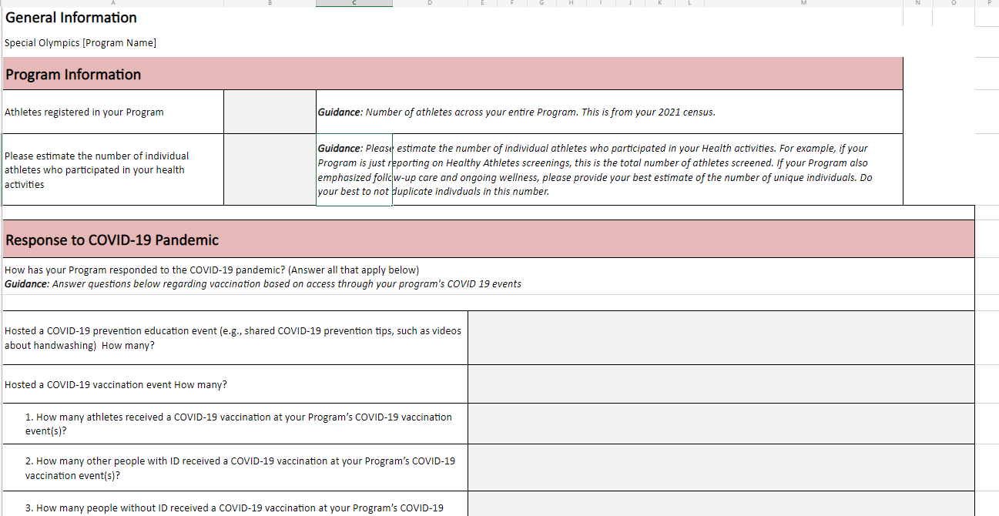 A B C D E F G H I J K L M N O P
General Information
Special Olympics [Program Name]
Program Information
Athletes registered in your Program
Guidance: Number of athletes across your entire Program. This is from your 2021 census.
Please estimate the number of individual
athletes who participated in your health
activities
Guidance: Please estimate the number of individual athletes who participated in your Health activities. For example, if your
Program is just reporting on Healthy Athletes screenings, this is the total number of athletes screened. If your Program also
emphasized follow-up care and ongoing wellness, please provide your best estimate of the number of unique individuals. Do
your best to not duplicate indivduals in this number.
Response to COVID-19 Pandemic
How has your Program responded to the COVID-19 pandemic? (Answer all that apply below)
Guidance: Answer questions below regarding vaccination based on access through your program's COVID 19 events
Hosted a COVID-19 prevention education event (e.g., shared COVID-19 prevention tips, such as videos
about handwashing) How many?
Hosted a COVID-19 vaccination event How many?
1. How many athletes received a COVID-19 vaccination at your Program’s COVID-19 vaccination
event(s)?
2. How many other people with ID received a COVID-19 vaccination at your Program’s COVID-19
vaccination event(s)?
3. How many people without ID received a COVID-19 vaccination at your Program’s COVID-19